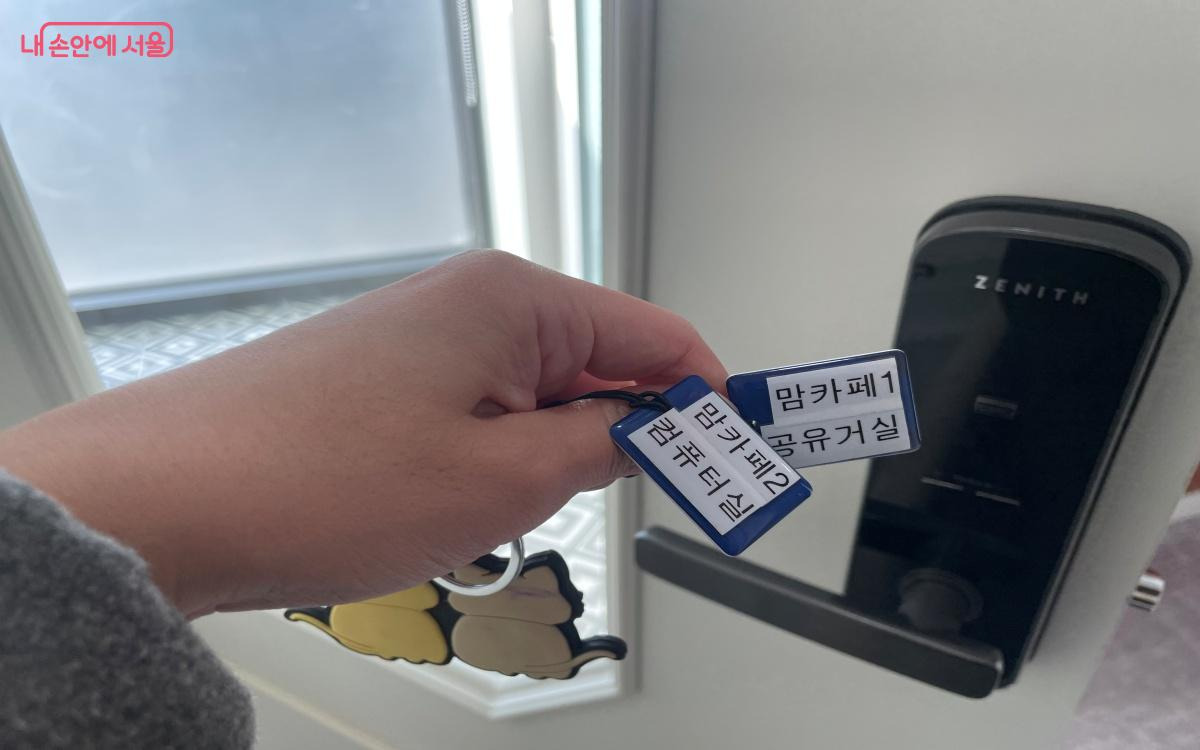 내 손안에 서울
ZENITH
맘카페1
공유거실
맘카페2
컴퓨터실